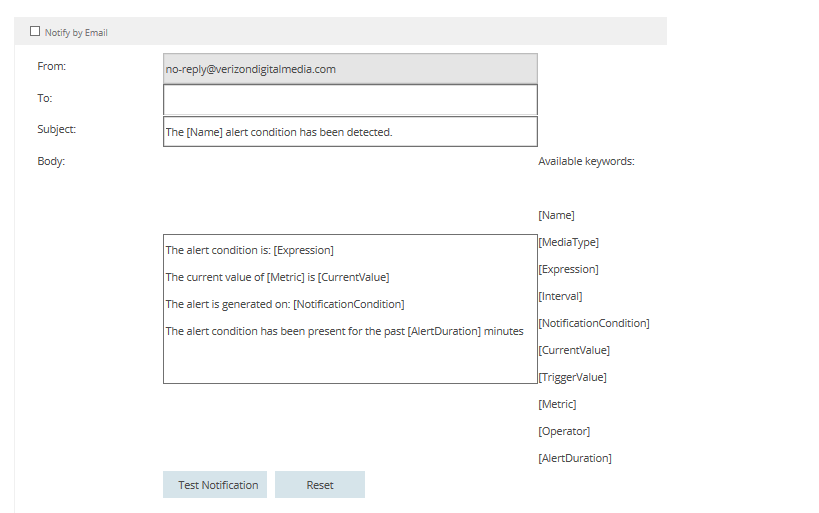 Notify by Email
From:
no-reply@verizondigitalmedia.com
To:
Subject:
The [Name] alert condition has been detected.
Body:
Available keywords:
The alert condition is: [Expression]
The current value of [Metric] is [CurrentValue]
The alert is generated on: [NotificationCondition]
The alert condition has been present for the past [AlertDuration] minutes
[Name]
[MediaType]
[Expression]
[Interval]
[NotificationCondition]
[CurrentValue]
[TriggerValue]
[Metric]
[Operator]
[AlertDuration]
Test Notification
Reset